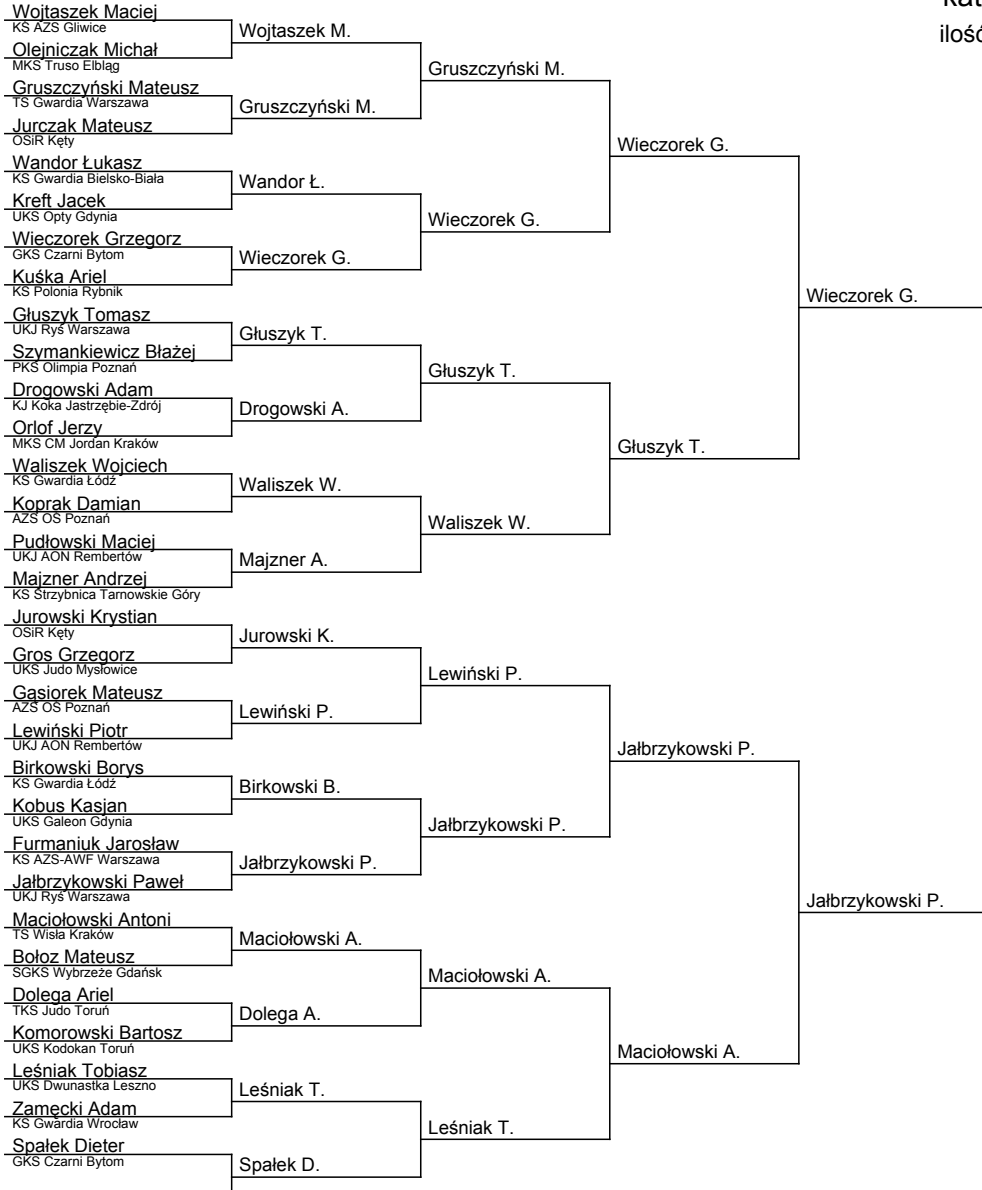 kat
ilość
Wojtaszek Maciej
KS AZS Gliwice
Olejniczak Michał
MKS Truso Elbląg
Gruszczyński Mateusz
TS Gwardia Warszawa
Jurczak Mateusz
OSiR Kęty
Wandor Łukasz
KS Gwardia Bielsko-Biała
Kreft Jacek
UKS Opty Gdynia
Wieczorek Grzegorz
GKS Czarni Bytom
Kuśka Ariel
KS Polonia Rybnik
Głuszyk Tomasz
UKJ Ryś Warszawa
Szymankiewicz Błażej
PKS Olimpia Poznań
Drogowski Adam
KJ Koka Jastrzębie-Zdrój
Orlof Jerzy
MKS CM Jordan Kraków
Waliszek Wojciech
KS Gwardia Łódź
Koprak Damian
AZS OŚ Poznań
Pudłowski Maciej
UKJ AON Rembertów
Majzner Andrzej
KS Strzybnica Tarnowskie Góry
Jurowski Krystian
OSiR Kęty
Gros Grzegorz
UKS Judo Mysłowice
Gąsiorek Mateusz
AZS OŚ Poznań
Lewiński Piotr
UKJ AON Rembertów
Birkowski Borys
KS Gwardia Łódź
Kobus Kasjan
UKS Galeon Gdynia
Furmaniuk Jarosław
KS AZS-AWF Warszawa
Jałbrzykowski Paweł
UKJ Ryś Warszawa
Maciołowski Antoni
TS Wisła Kraków
Bołoz Mateusz
SGKS Wybrzeże Gdańsk
Dolega Ariel
TKS Judo Toruń
Komorowski Bartosz
UKS Kodokan Toruń
Leśniak Tobiasz
UKS Dwunastka Leszno
Zamęcki Adam
KS Gwardia Wrocław
Spałek Dieter
GKS Czarni Bytom
Wojtaszek M.
Gruszczyński M.
Wandor Ł.
Wieczorek G.
Głuszyk T.
Drogowski A.
Waliszek W.
Majzner A.
Jurowski K.
Lewiński P.
Birkowski B.
Jałbrzykowski P.
Maciołowski A.
Dolega A.
Leśniak T.
Spałek D.
Gruszczyński M.
Wieczorek G.
Głuszyk T.
Waliszek W.
Lewiński P.
Jałbrzykowski P.
Maciołowski A.
Leśniak T.
Wieczorek G.
Głuszyk T.
Jałbrzykowski P.
Maciołowski A.
Wieczorek G.
Jałbrzykowski P.